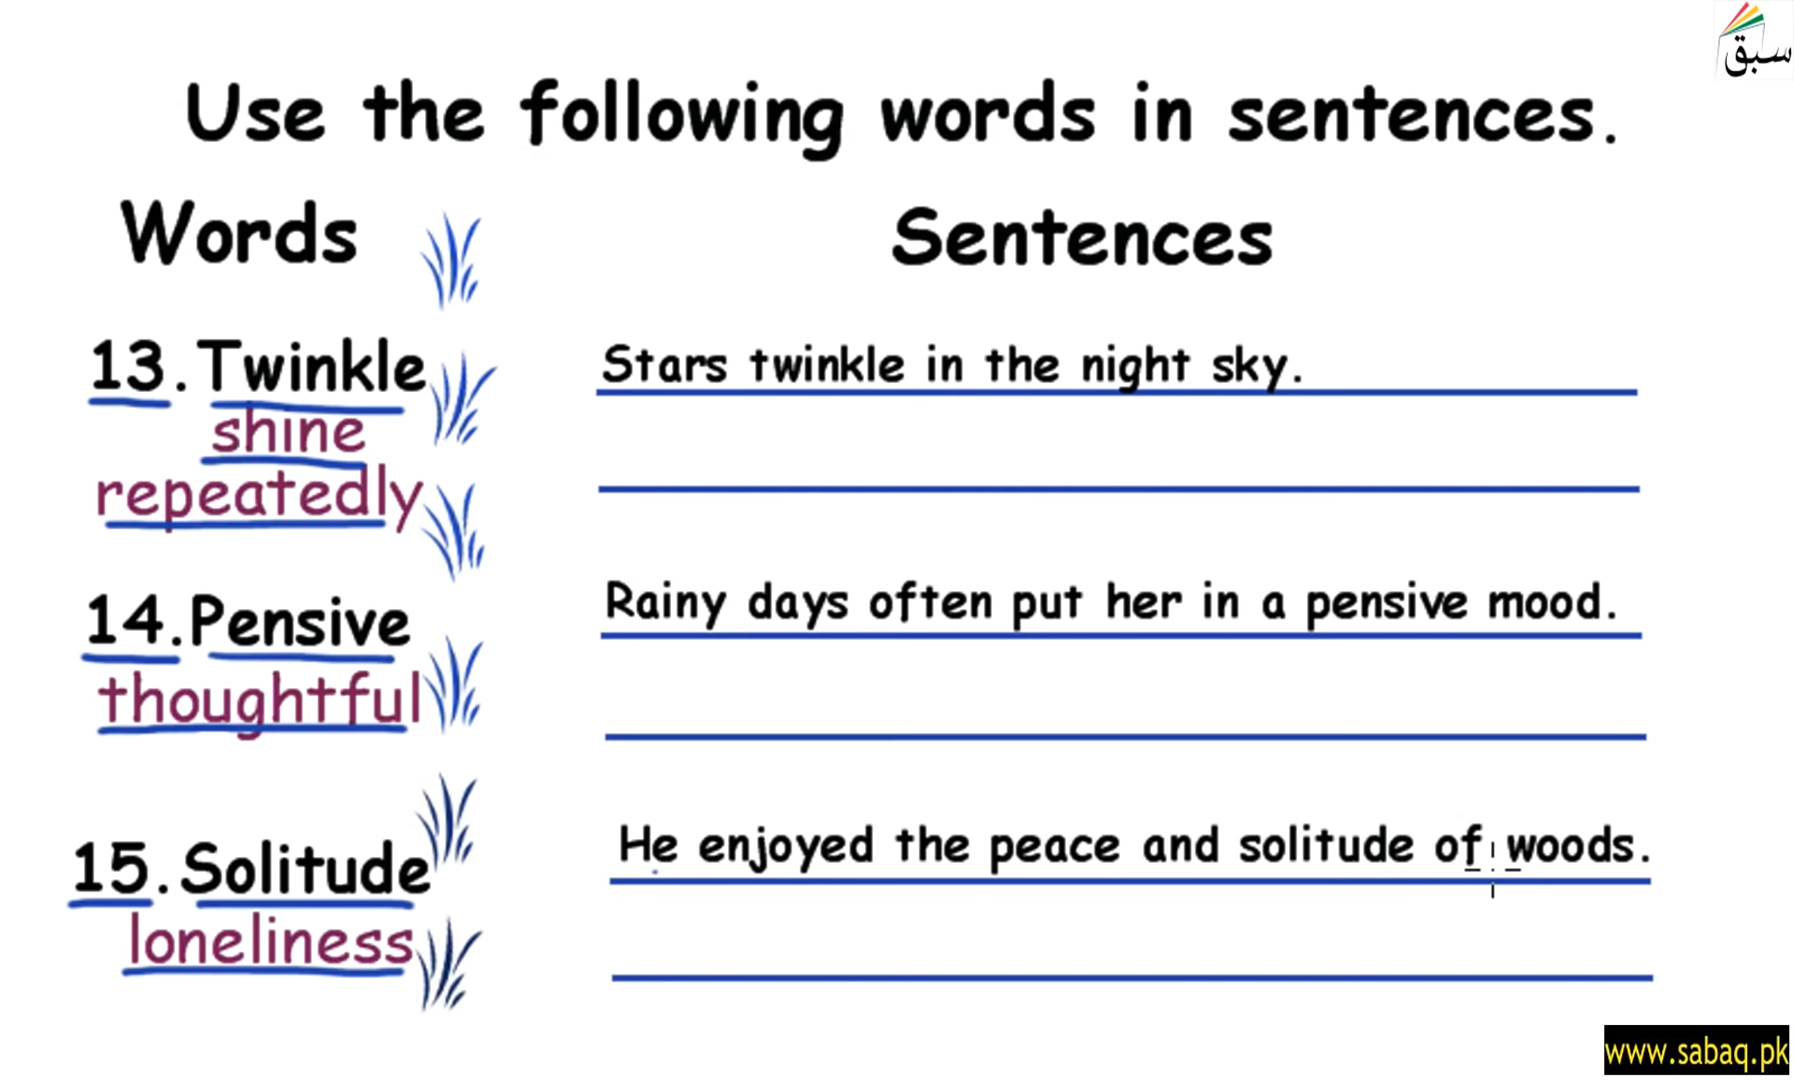 سبق
Use the following words in sentences.
Words Sentences
13. Twinkle Stars twinkle in the night sky.
shine
repeatedly
14. Pensive Rainy days often put her in a pensive mood.
thoughtful
15. Solitude He enjoyed the peace and solitude of woods.
loneliness
www.sabaq.pk